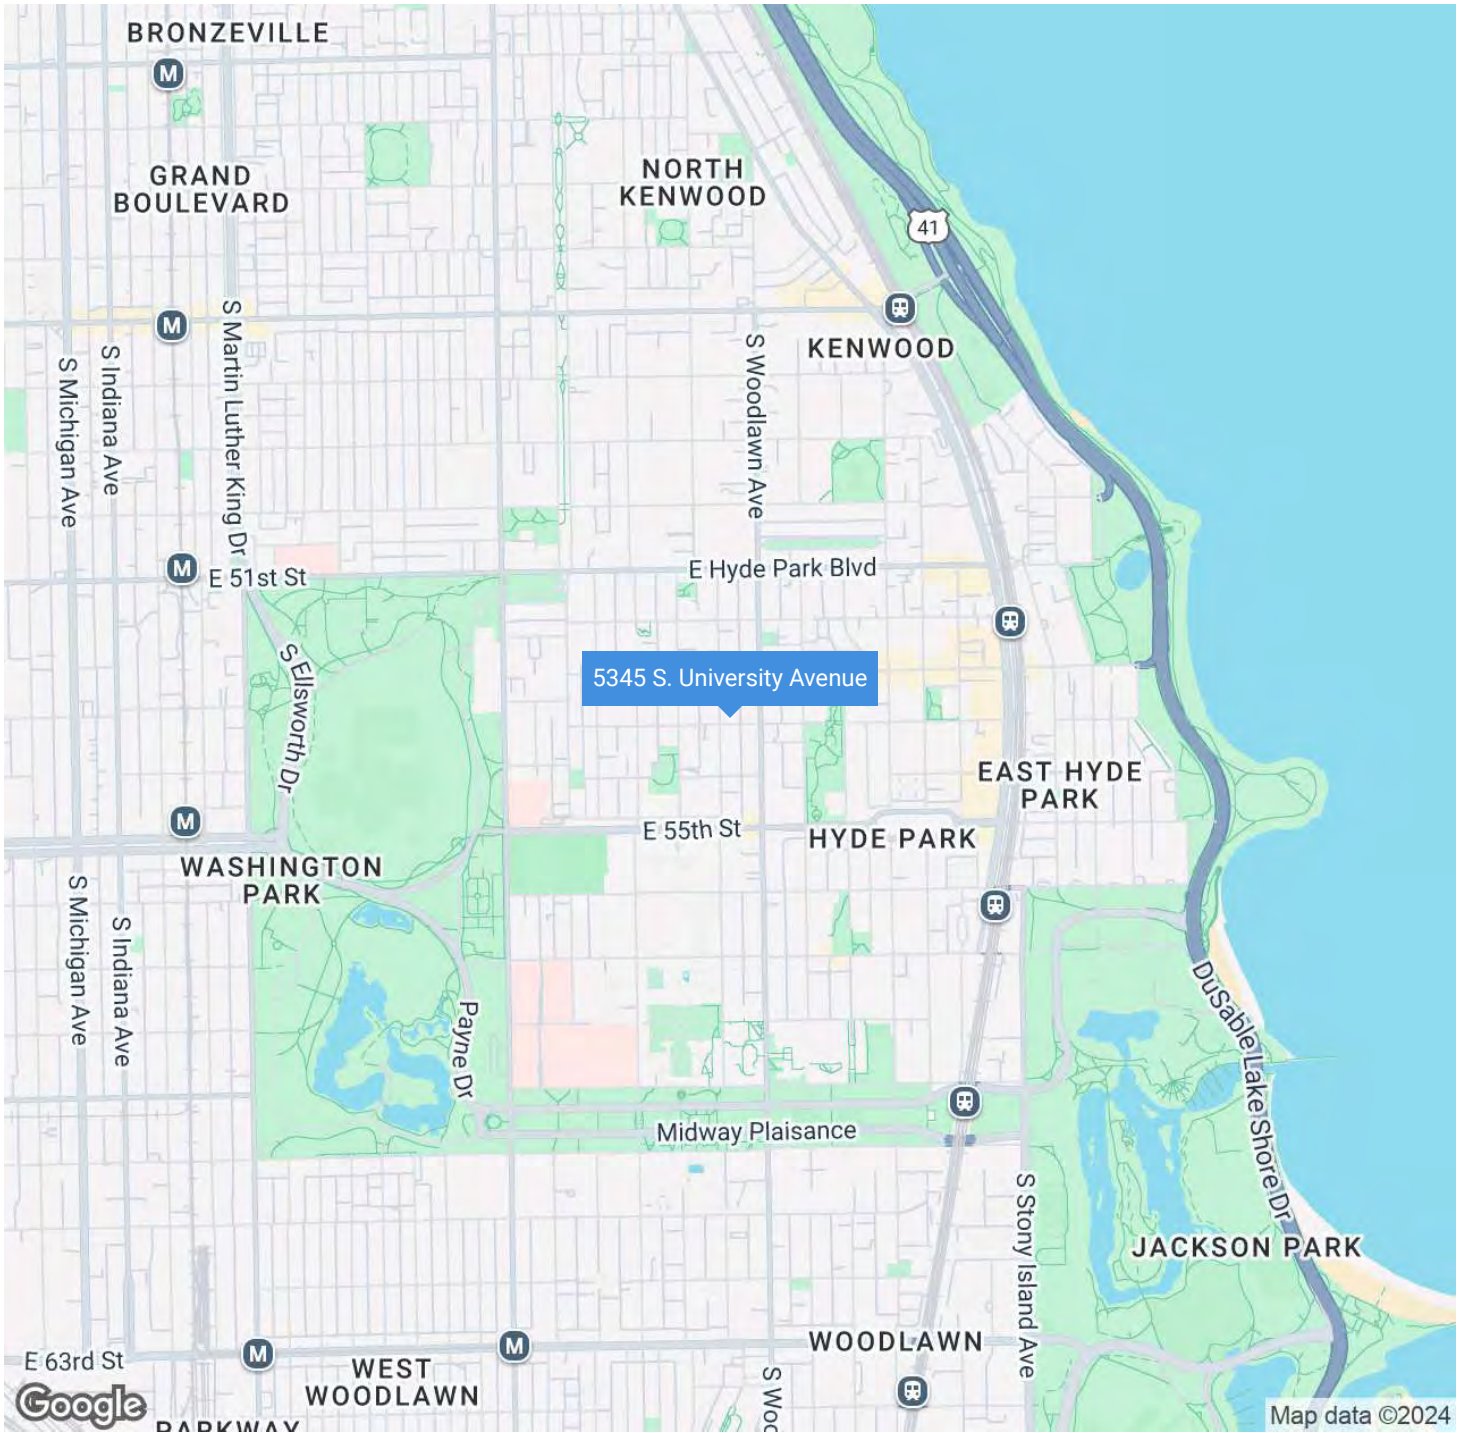 BRONZEVILLE
M
GRAND
BOULEVARD
NORTH
KENWOOD
41
M
KENWOOD
S Martin Luther King Dr
S Indiana Ave
S Michigan Ave
S Woodlawn Ave
M
E 51st St
E Hyde Park Blvd
S Ellsworth Dr
5345 S. University Avenue
EAST HYDE
PARK
M
E 55th St
HYDE PARK
WASHINGTON
PARK
S Michigan Ave
S Indiana Ave
Payne Dr
DuSable Lake Shore Dr
Midway Plaisance
S Stony Island Ave
JACKSON PARK
WOODLAWN
M
M
E 63rd St
WEST
WOODLAWN
S Woo
Google
PARKWAY
Map data ©2024